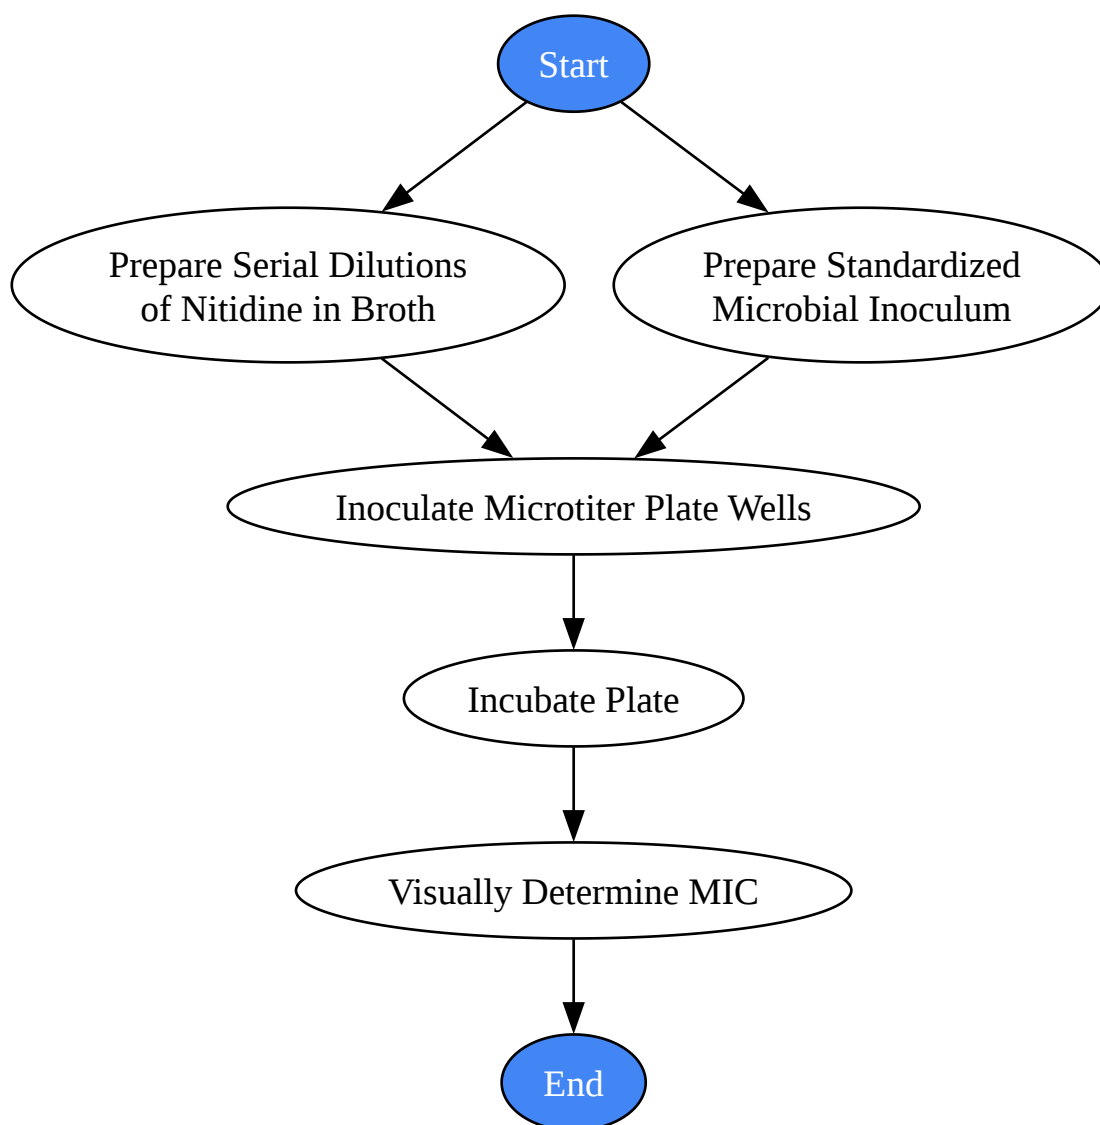 Start
Prepare Serial Dilutions
of Nitidine in Broth
Prepare Standardized
Microbial Inoculum
Inoculate Microtiter Plate Wells
Incubate Plate
Visually Determine MIC
End